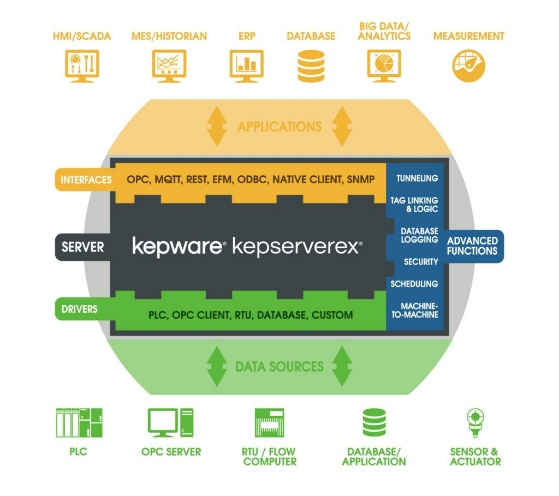 HMI/SCADA
MES/HISTORIAN
ERP
DATABASE
BIG DATA/
ANALYTICS
MEASUREMENT
APPLICATIONS
INTERFACES
OPC, MQTT, REST, EFM, ODBC, NATIVE CLIENT, SNMP
TUNNELING
TAG LINKING
& LOGIC
SERVER
kepware® kepserverex®
DATABASE
LOGGING
ADVANCED
FUNCTIONS
SECURITY
SCHEDULING
DRIVERS
PLC, OPC CLIENT, RTU, DATABASE, CUSTOM
MACHINE-
TO-MACHINE
DATA SOURCES
PLC
OPC SERVER
RTU / FLOW
COMPUTER
DATABASE/
APPLICATION
SENSOR &
ACTUATOR